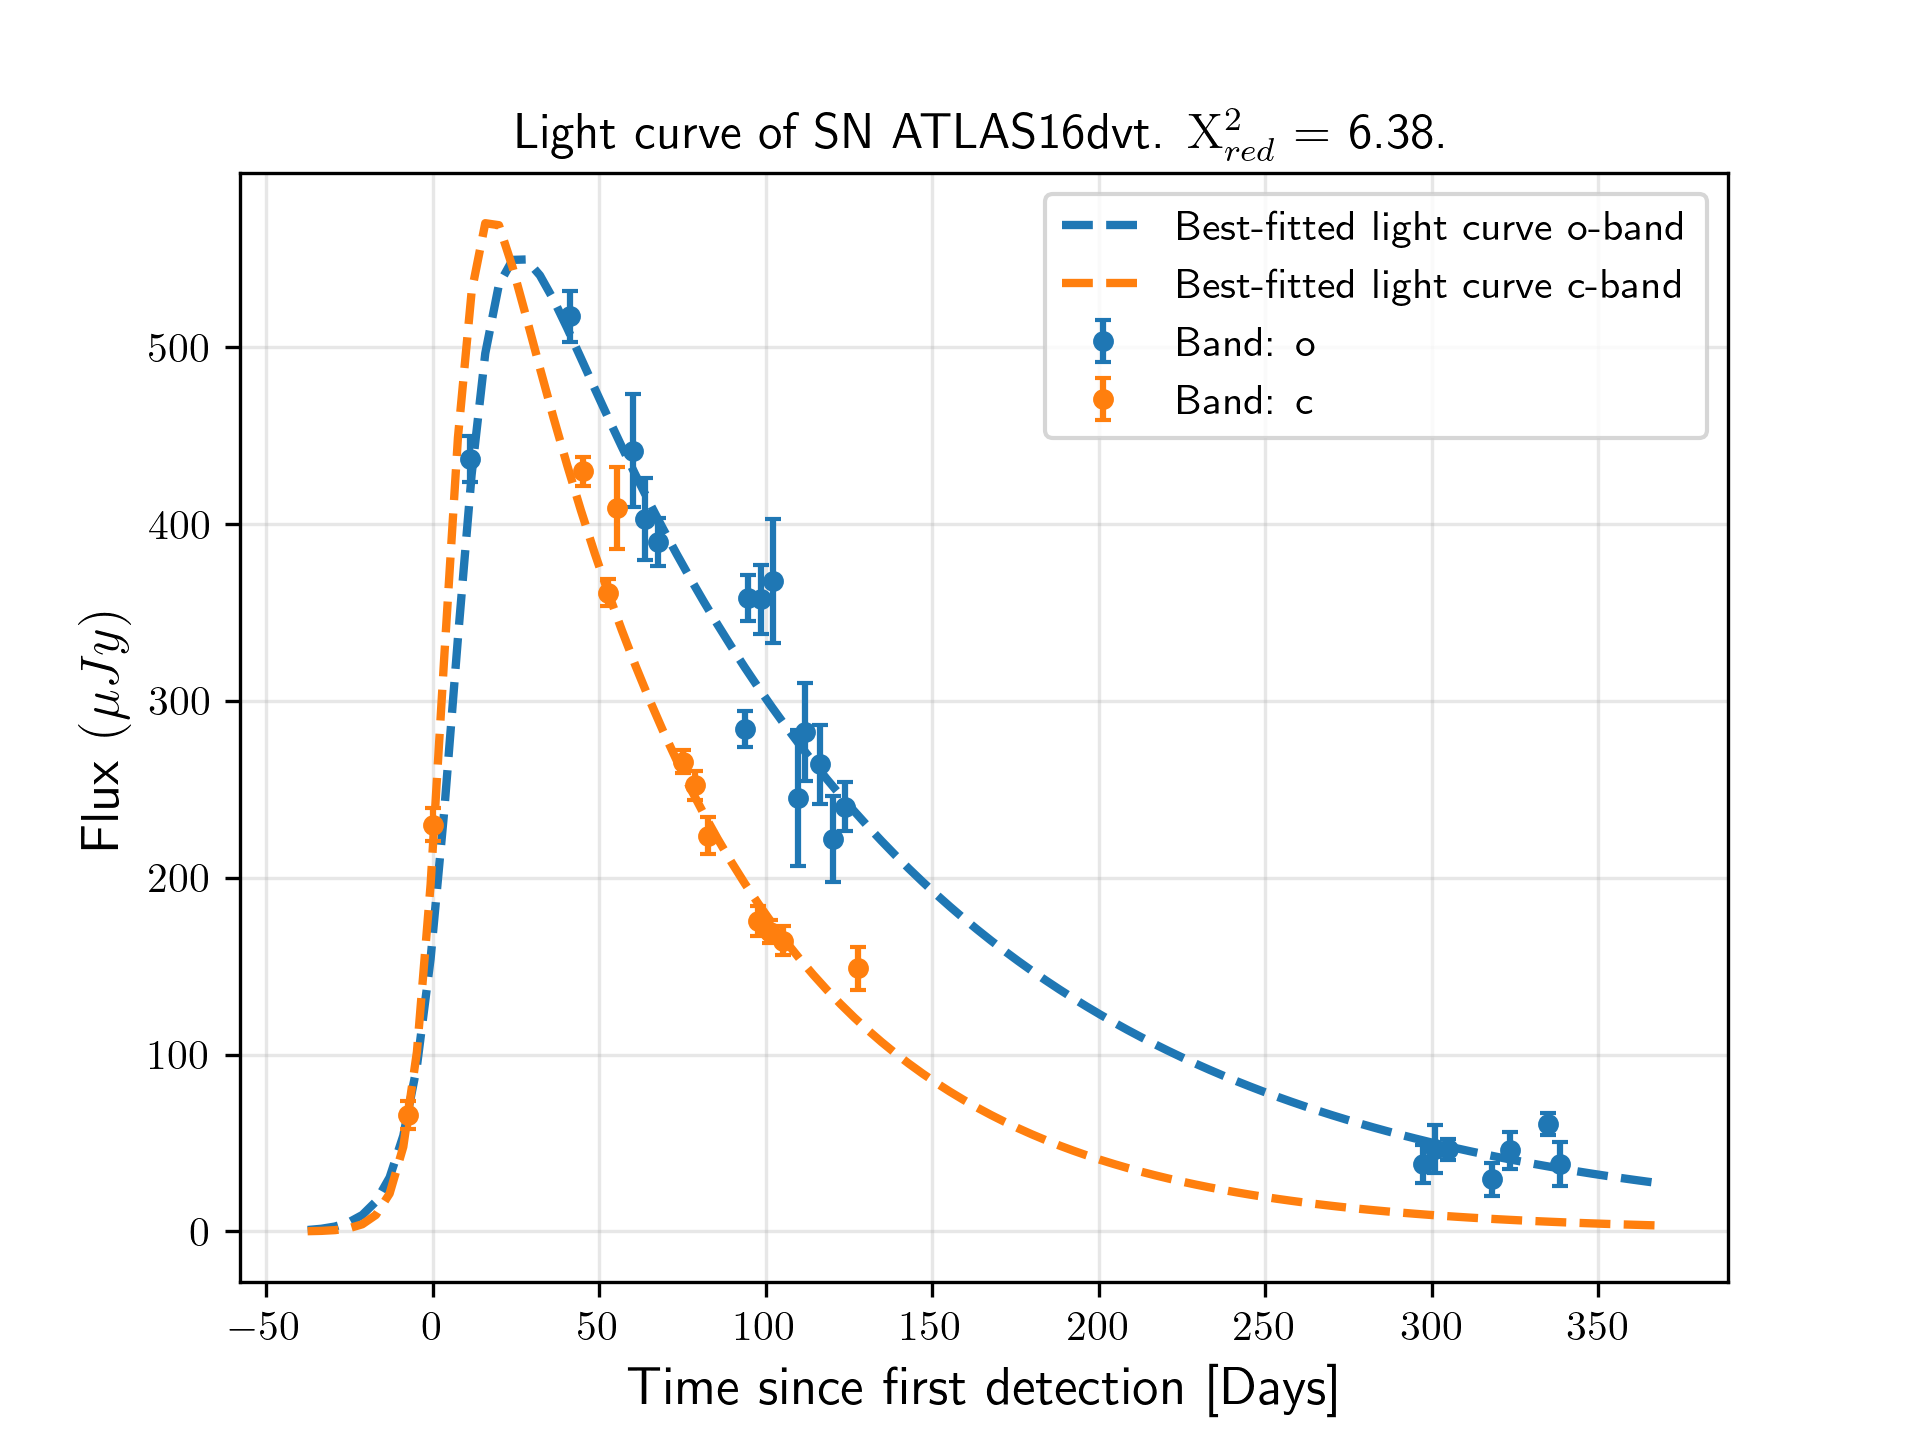 Light curve of SN ATLAS16dvt. X²_red = 6.38.
Best-fitted light curve o-band
Best-fitted light curve c-band
Band: o
Band: c
Flux (μJy)
500
400
300
200
100
0
−50 0 50 100 150 200 250 300 350
Time since first detection [Days]